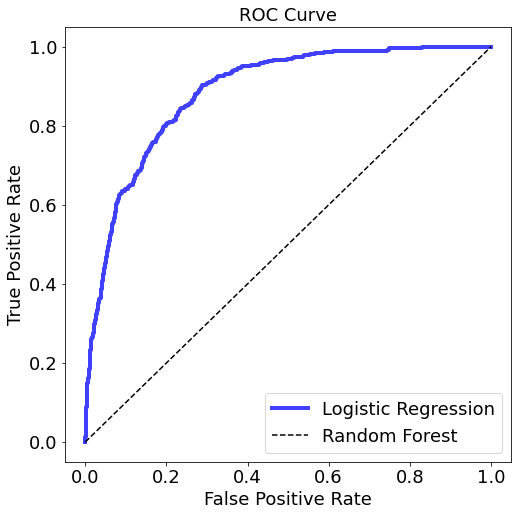 ROC Curve
1.0
0.8
0.6
0.4
0.2
0.0
True Positive Rate
Logistic Regression
Random Forest
0.0 0.2 0.4 0.6 0.8 1.0
False Positive Rate